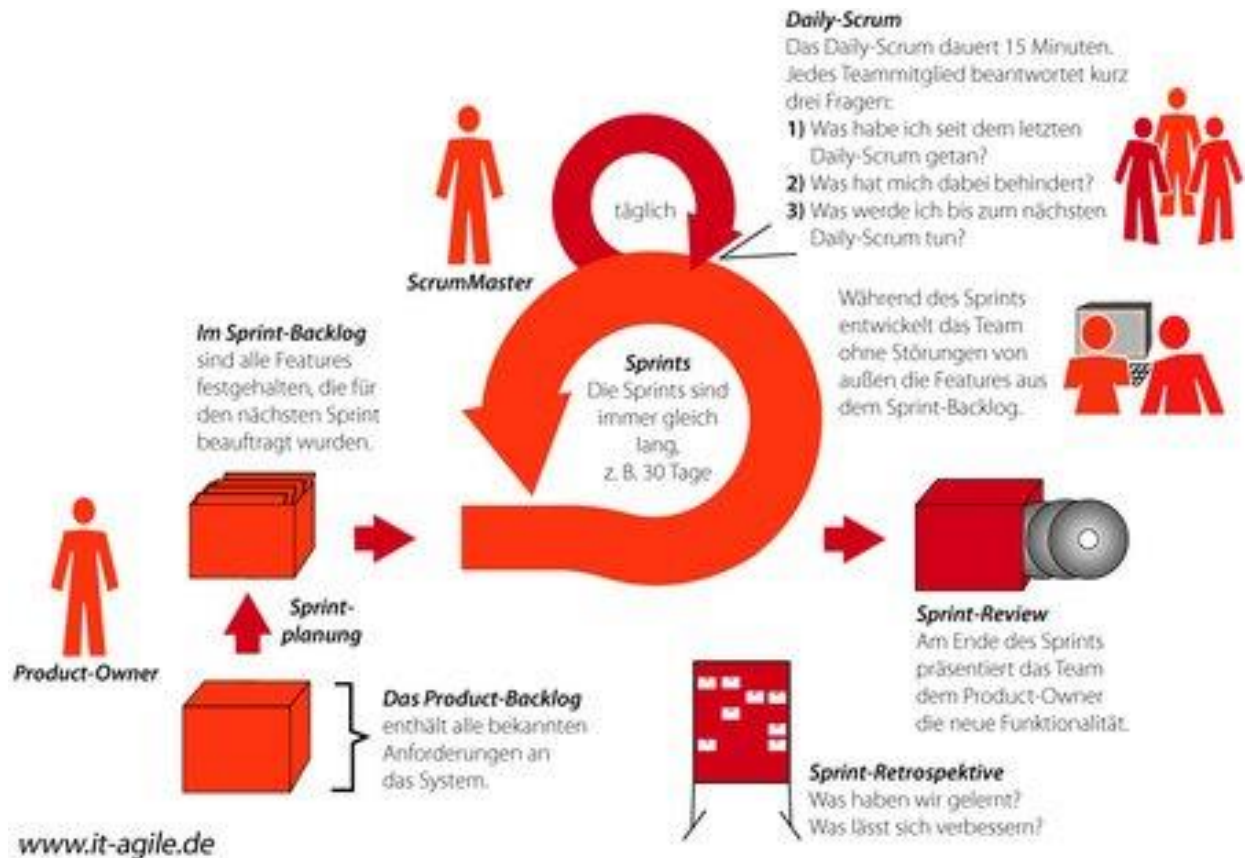 Daily-Scrum
Das Daily-Scrum dauert 15 Minuten.
Jedes Teammitglied beantwortet kurz
drei Fragen:
1) Was habe ich seit dem letzten
Daily-Scrum getan?
2) Was hat mich dabei behindert?
3) Was werde ich bis zum nächsten
Daily-Scrum tun?
täglich
ScrumMaster
Während des Sprints
entwickelt das Team
ohne Störungen von
außen die Features aus
dem Sprint-Backlog.
Im Sprint-Backlog
sind alle Features
festgehalten, die für
den nächsten Sprint
beauftragt wurden.
Sprints
Die Sprints sind
immer gleich
lang,
z. B. 30 Tage
Product-Owner
Sprint-
planung
Das Product-Backlog
enthält alle bekannten
Anforderungen an
das System.
Sprint-Review
Am Ende des Sprints
präsentiert das Team
dem Product-Owner
die neue Funktionalität.
Sprint-Retrospektive
Was haben wir gelernt?
Was lässt sich verbessern?
www.it-agile.de